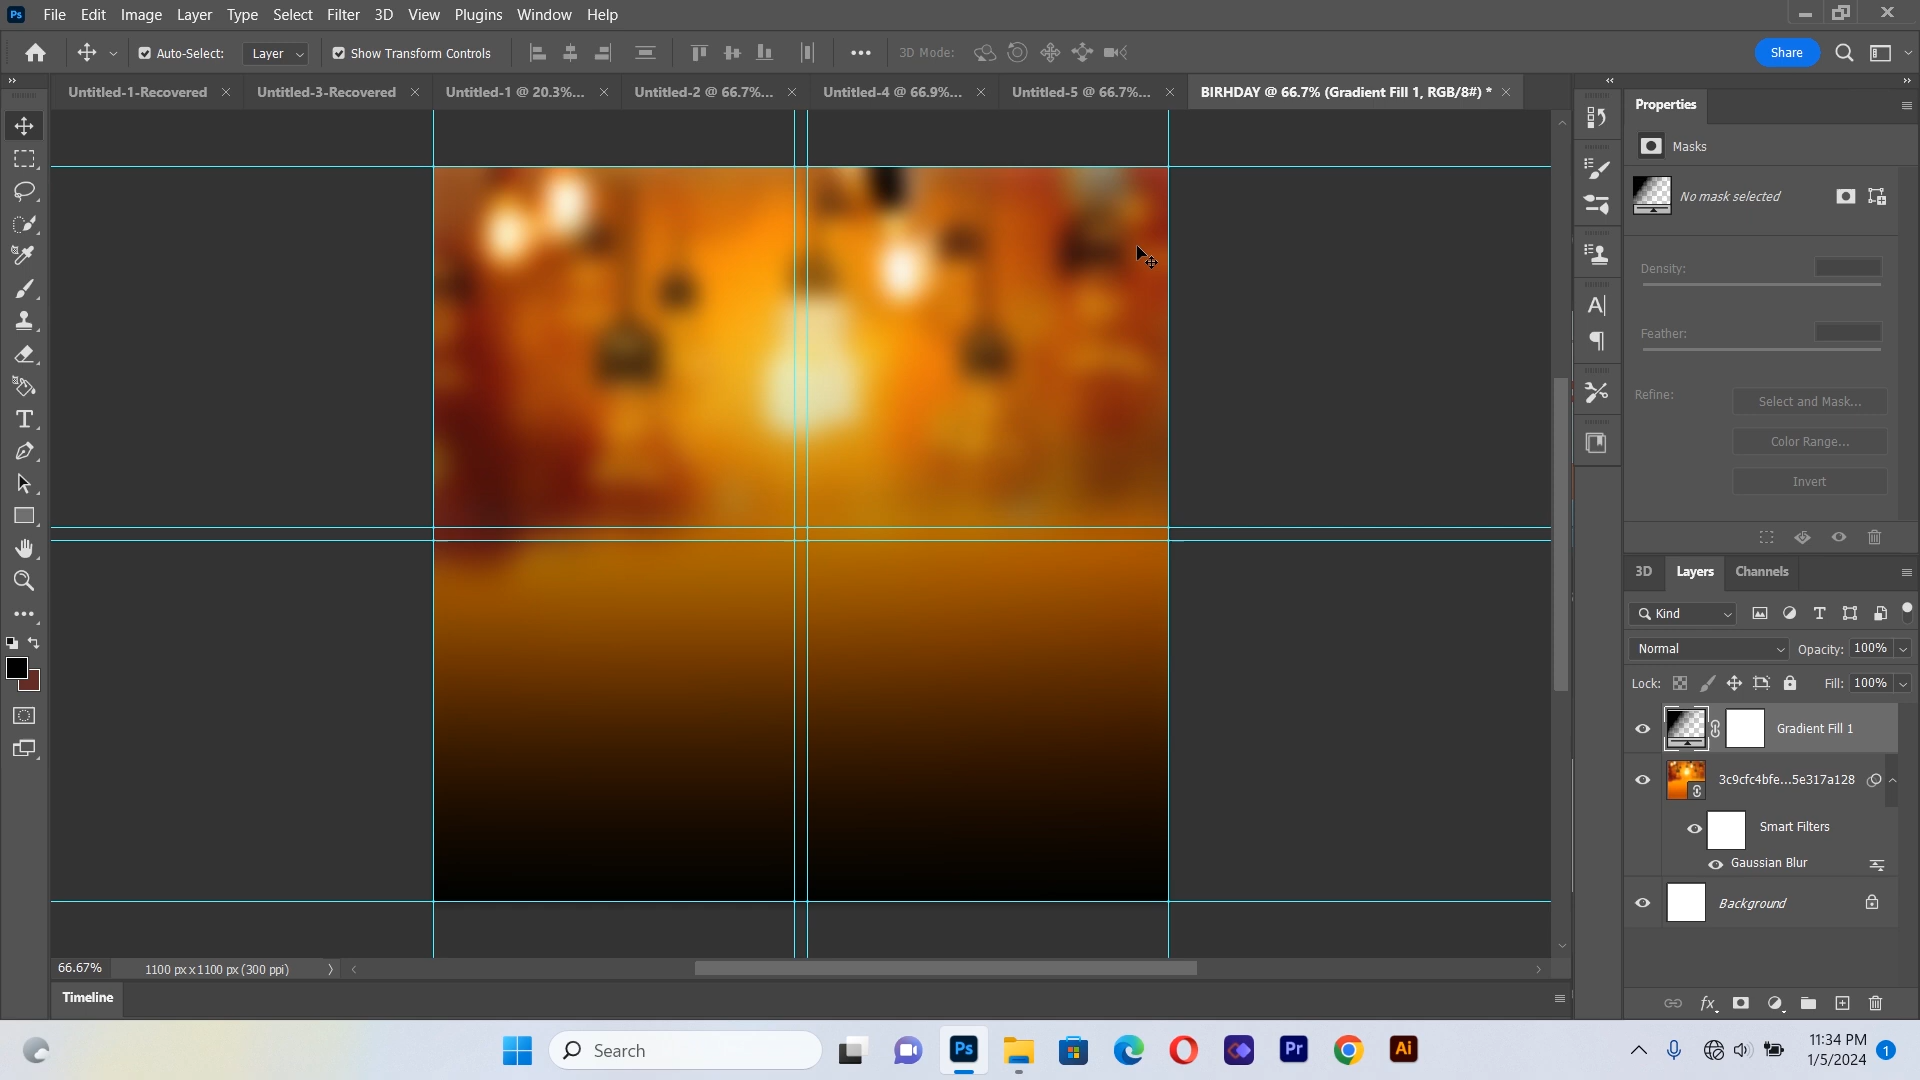 Ps File Edit Image Layer Type Select Filter 3D View Plugins Window Help
Auto-Select: Layer Show Transform Controls 3D Mode: Share
Untitled-1-Recovered Untitled-3-Recovered Untitled-1 @ 20.3%... Untitled-2 @ 66.7%... Untitled-4 @ 66.9%... Untitled-5 @ 66.7%... BIRHDAY @ 66.7% (Gradient Fill 1, RGB/8#) *
Properties
Masks
No mask selected
Density:
Feather:
Refine: Select and Mask...
Color Range...
Invert
3D Layers Channels
Kind
Normal Opacity: 100%
Lock: Fill: 100%
Gradient Fill 1
3c9cfc4bfe...5e317a128
Smart Filters
Gaussian Blur
Background
66.67% 1100 px x 1100 px (300 ppi)
Timeline
Search
Ps Pr Ai
11:34 PM
1/5/2024 1